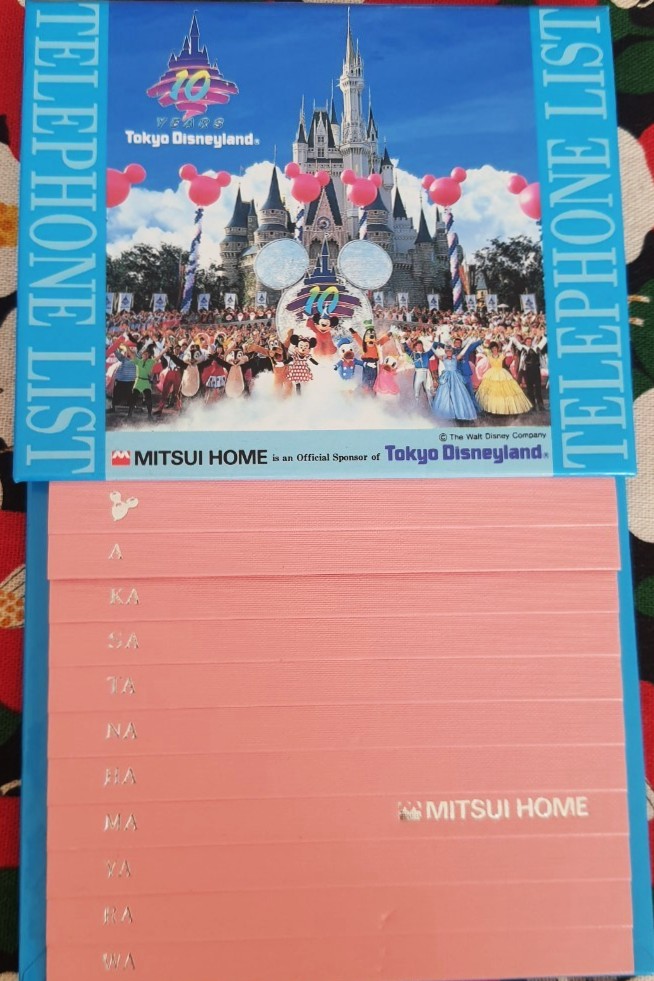 TELEPHONE LIST
10
YEARS
Tokyo Disneyland®
TELEPHONE LIST
10
© The Walt Disney Company
MITSUI HOME is an Official Sponsor of Tokyo Disneyland®
A
KA
SA
TA
NA
HA
MA
MITSUI HOME
YA
RA
WA